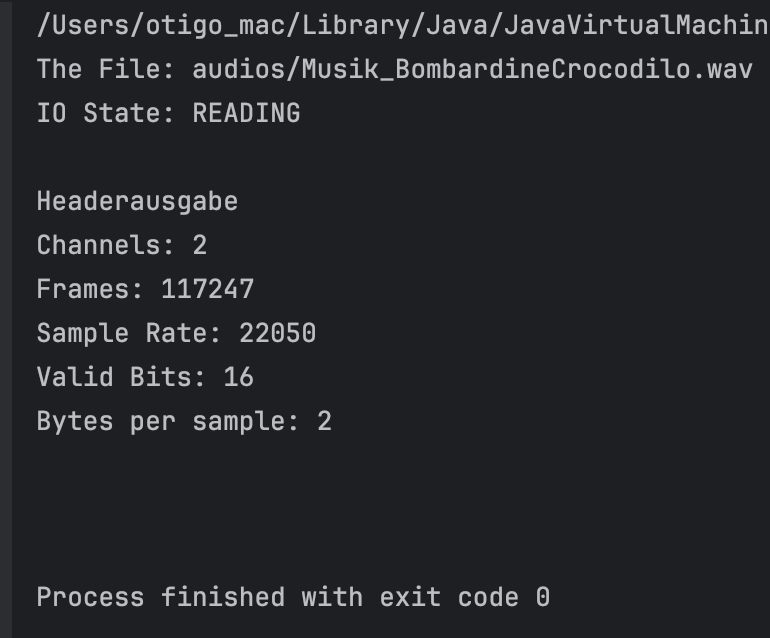 /Users/otigo_mac/Library/Java/JavaVirtualMachin
The File: audios/Musik_BombardineCrocodilo.wav
IO State: READING
Headerausgabe
Channels: 2
Frames: 117247
Sample Rate: 22050
Valid Bits: 16
Bytes per sample: 2
Process finished with exit code 0